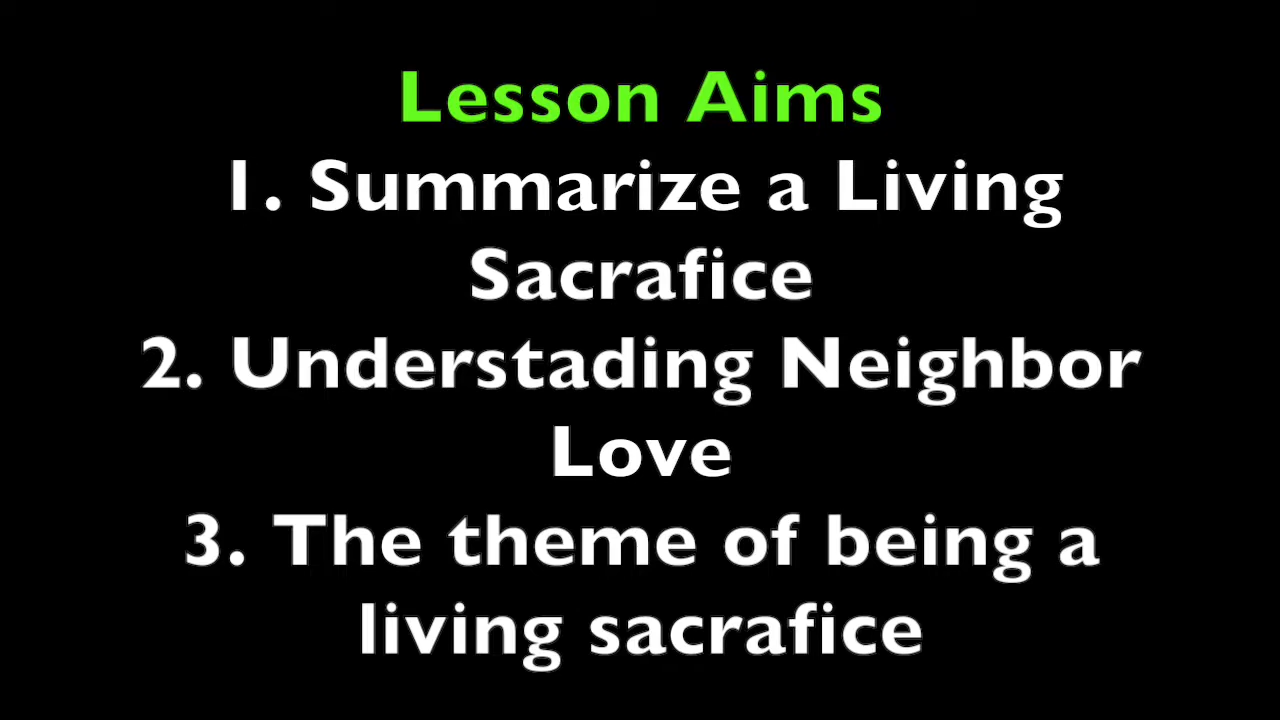 Lesson Aims
1. Summarize a Living
Sacrafice
2. Understading Neighbor
Love
3. The theme of being a
living sacrafice